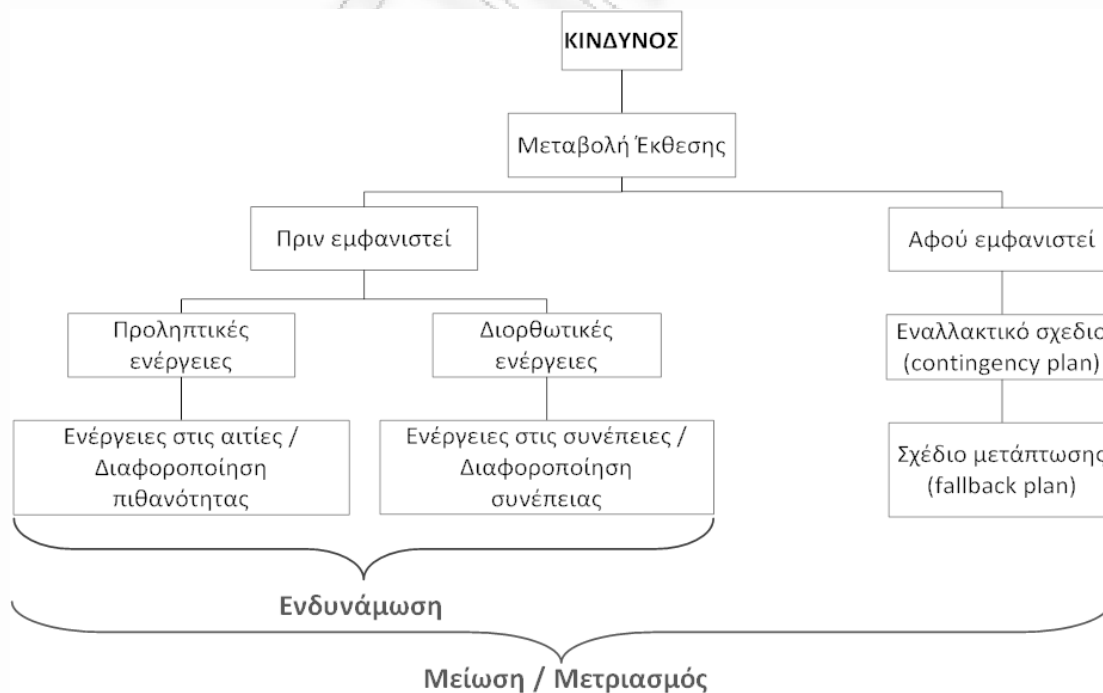 ΚΙΝΔΥΝΟΣ
Μεταβολή Έκθεσης
Πριν εμφανιστεί
Αφού εμφανιστεί
Προληπτικές
ενέργειες
Διορθωτικές
ενέργειες
Εναλλακτικό σχεδιο
(contingency plan)
Ενέργειες στις αιτίες /
Διαφοροποίηση
πιθανότητας
Ενέργειες στις συνέπειες /
Διαφοροποίηση
συνέπειας
Σχέδιο μετάπτωσης
(fallback plan)
Ενδυνάμωση
Μείωση / Μετριασμός